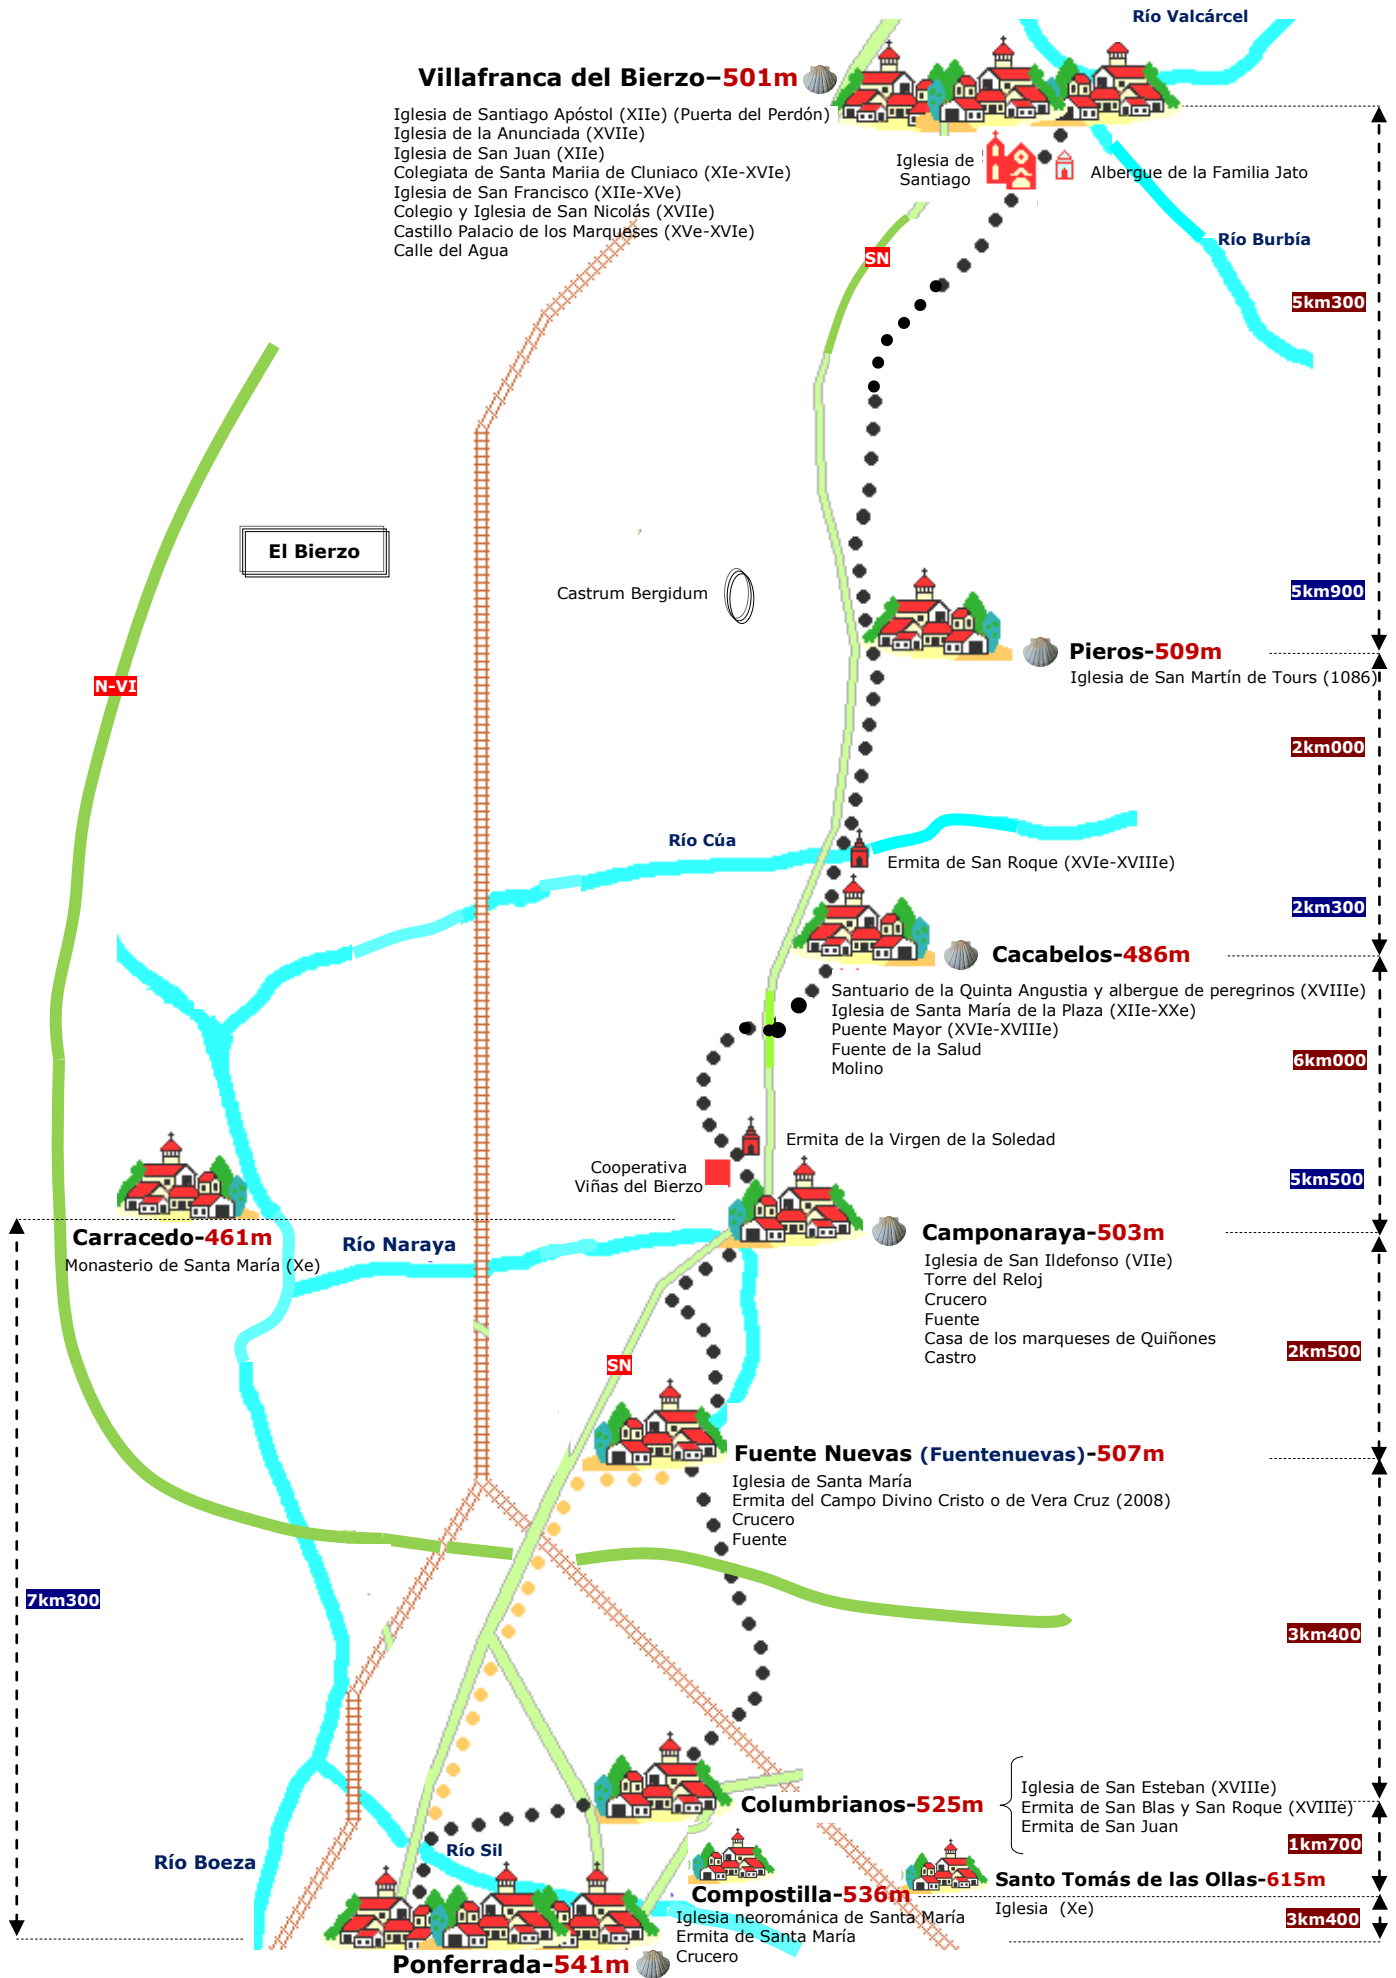 Río Valcárcel
Villafranca del Bierzo–501m
Iglesia de Santiago Apóstol (XIIe) (Puerta del Perdón)
Iglesia de la Anunciada (XVIIe)
Iglesia de San Juan (XIIe)
Colegiata de Santa Mariia de Cluniaco (XIe-XVIe)
Iglesia de San Francisco (XIIe-XVe)
Colegio y Iglesia de San Nicolás (XVIIe)
Castillo Palacio de los Marqueses (XVe-XVIe)
Calle del Agua
Iglesia de
Santiago
Albergue de la Familia Jato
Río Burbía
SN
5km300
El Bierzo
Castrum Bergidum
5km900
Pieros-509m
Iglesia de San Martín de Tours (1086)
N-VI
2km000
Río Cúa
Ermita de San Roque (XVIe-XVIIIe)
2km300
Cacabelos-486m
Santuario de la Quinta Angustia y albergue de peregrinos (XVIIIe)
Iglesia de Santa María de la Plaza (XIIe-XXe)
Puente Mayor (XVIe-XVIIIe)
Fuente de la Salud
Molino
6km000
Ermita de la Virgen de la Soledad
Cooperativa
Viñas del Bierzo
5km500
Carracedo-461m
Monasterio de Santa María (Xe)
Río Naraya
Camponaraya-503m
Iglesia de San Ildefonso (VIIe)
Torre del Reloj
Crucero
Fuente
Casa de los marqueses de Quiñones
Castro
2km500
SN
Fuente Nuevas (Fuentenuevas)-507m
Iglesia de Santa María
Ermita del Campo Divino Cristo o de Vera Cruz (2008)
Crucero
Fuente
7km300
3km400
Columbrianos-525m
Iglesia de San Esteban (XVIIIe)
Ermita de San Blas y San Roque (XVIIIe)
Ermita de San Juan
1km700
Río Boeza
Río Sil
Santo Tomás de las Ollas-615m
Iglesia (Xe)
Compostilla-536m
Iglesia neorománica de Santa María
Ermita de Santa María
Crucero
3km400
Ponferrada-541m